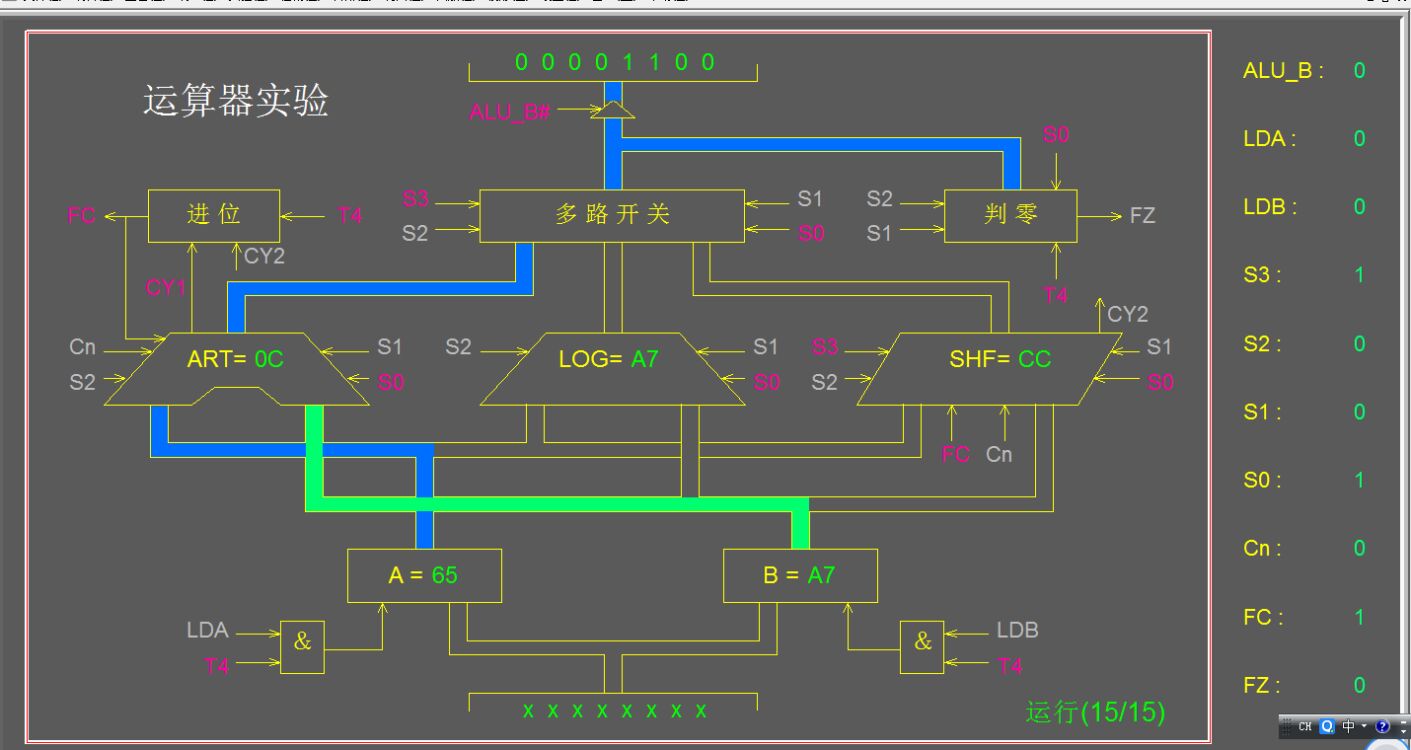 0 0 0 0 1 1 0 0
ALU_B : 0
运算器实验
ALU_B#
LDA : 0
S0
FC
进位
T4
S3
S2
多路开关
S1
S0
S2
S1
判零
FZ
LDB : 0
CY2
CY1
T4
S3 : 1
CY2
Cn
S2
ART= 0C
S1
S0
S2
LOG= A7
S1
S0
S3
S2
SHF= CC
S1
S0
S2 : 0
S1 : 0
FC
Cn
S0 : 1
Cn : 0
A = 65
B = A7
LDA
T4
&
&
LDB
T4
FC : 1
x x x x x x x x
运行(15/15)
FZ : 0
CH
中
?